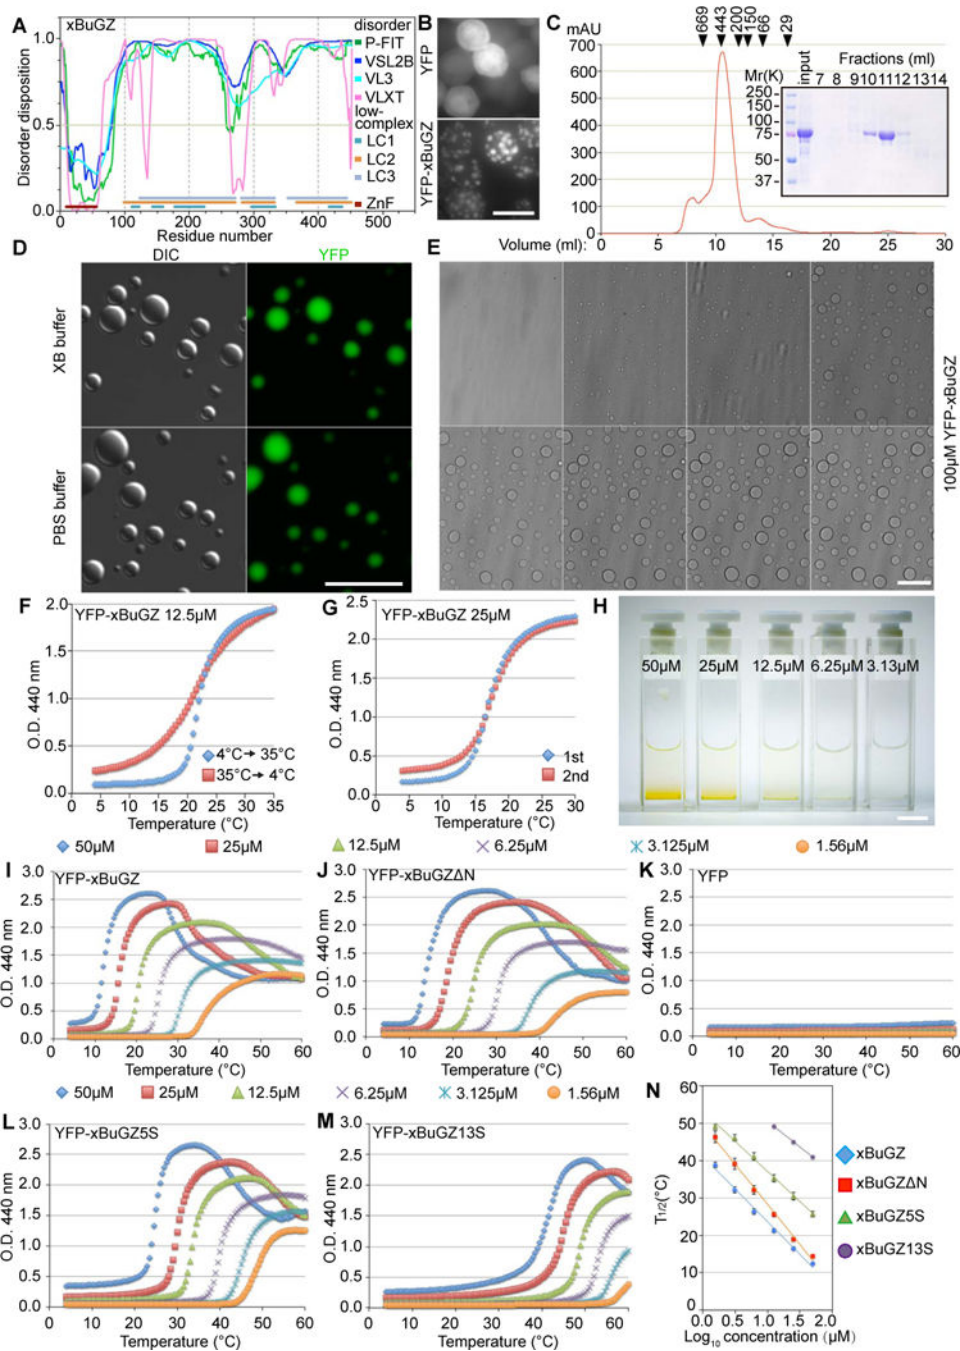 A xBuGZ
Disorder disposition
1.0
0.5
0.0
0 100 200 300 400 500
Residue number
disorder
P-FIT
VSL2B
VL3
VLXT
low-
complex
LC1
LC2
LC3
ZnF
B
YFP
YFP-xBuGZ
C mAU
669 443 200 150 66 29
700
600
500
400
300
200
100
0
0 5 10 15 20 25 30
Volume (ml):
Fractions (ml)
Mr(K) input 7 8 9 10 11 12 13 14
250
150
100
75
50
37
D DIC YFP
XB buffer
PBS buffer
E
100µM YFP-xBuGZ
F YFP-xBuGZ 12.5µM
O.D. 440 nm
2.0
1.5
1.0
0.5
0.0
0 5 10 15 20 25 30 35
Temperature (°C)
4°C→ 35°C
35°C→ 4°C
G YFP-xBuGZ 25µM
O.D. 440 nm
2.5
2.0
1.5
1.0
0.5
0
0 5 10 15 20 25 30
Temperature (°C)
1st
2nd
H
50µM 25µM 12.5µM 6.25µM 3.13µM
50µM 25µM 12.5µM 6.25µM 3.125µM 1.56µM
I YFP-xBuGZ
O.D. 440 nm
3.0
2.5
2.0
1.5
1.0
0.5
0.0
0 10 20 30 40 50 60
Temperature (°C)
J YFP-xBuGZΔN
O.D. 440 nm
3.0
2.5
2.0
1.5
1.0
0.5
0.0
0 10 20 30 40 50 60
Temperature (°C)
K YFP
O.D. 440 nm
3.0
2.5
2.0
1.5
1.0
0.5
0.0
0 10 20 30 40 50 60
Temperature (°C)
50µM 25µM 12.5µM 6.25µM 3.125µM 1.56µM
L YFP-xBuGZ5S
O.D. 440 nm
3.0
2.5
2.0
1.5
1.0
0.5
0.0
0 10 20 30 40 50 60
Temperature (°C)
M YFP-xBuGZ13S
O.D. 440 nm
3.0
2.5
2.0
1.5
1.0
0.5
0.0
0 10 20 30 40 50 60
Temperature (°C)
N
T1/2(°C)
60
50
40
30
20
10
0
0.0 0.5 1.0 1.5 2.0
Log10 concentration (µM)
xBuGZ
xBuGZΔN
xBuGZ5S
xBuGZ13S